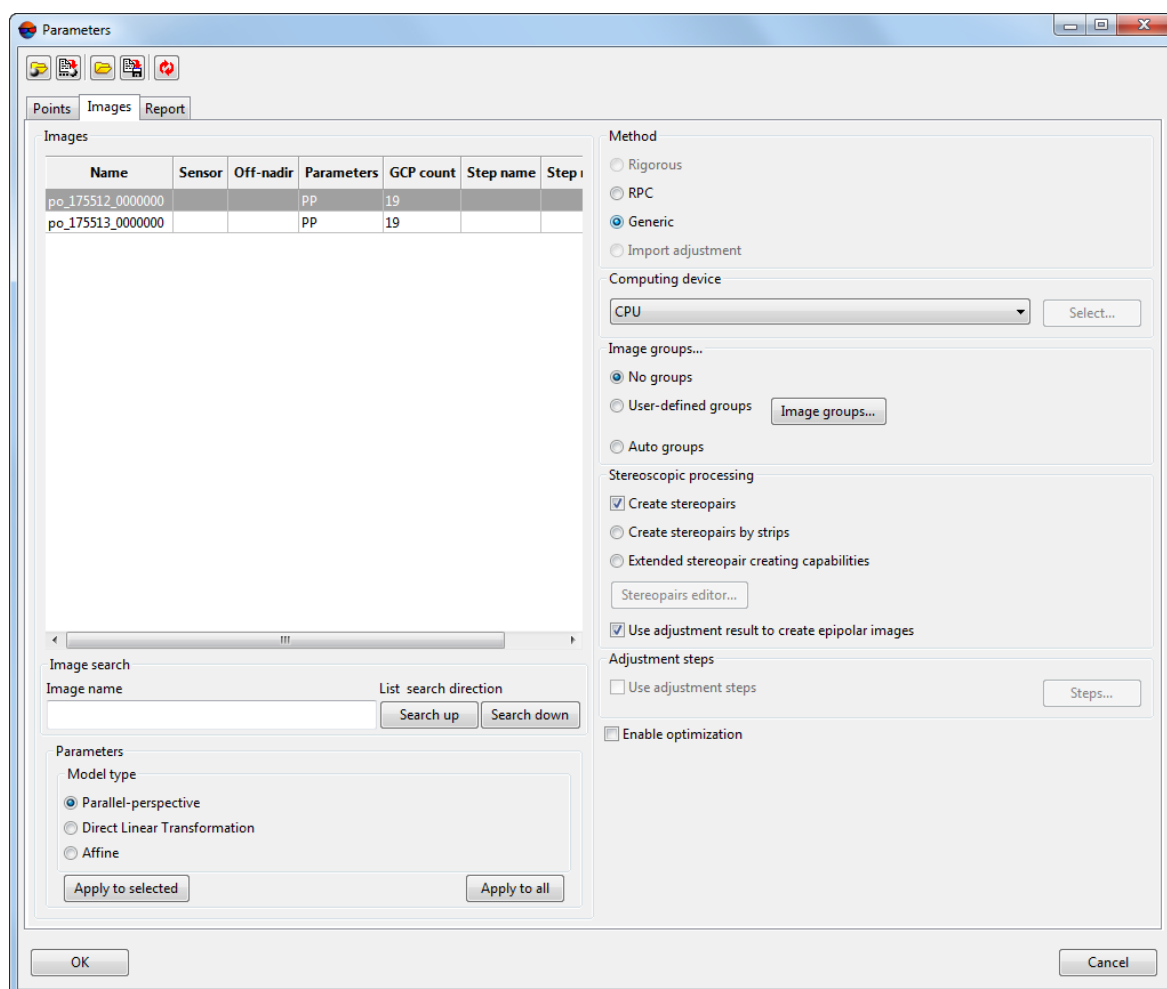 Parameters
Points Images Report
Images
Name Sensor Off-nadir Parameters GCP count Step name Step
po_175512_0000000 PP 19
po_175513_0000000 PP 19
Image search
Image name List search direction
Search up Search down
Parameters
Model type
Parallel-perspective
Direct Linear Transformation
Affine
Apply to selected Apply to all
Method
Rigorous
RPC
Generic
Import adjustment
Computing device
CPU Select...
Image groups...
No groups
User-defined groups Image groups...
Auto groups
Stereoscopic processing
Create stereopairs
Create stereopairs by strips
Extended stereopair creating capabilities
Stereopairs editor...
Use adjustment result to create epipolar images
Adjustment steps
Use adjustment steps Steps...
Enable optimization
OK Cancel